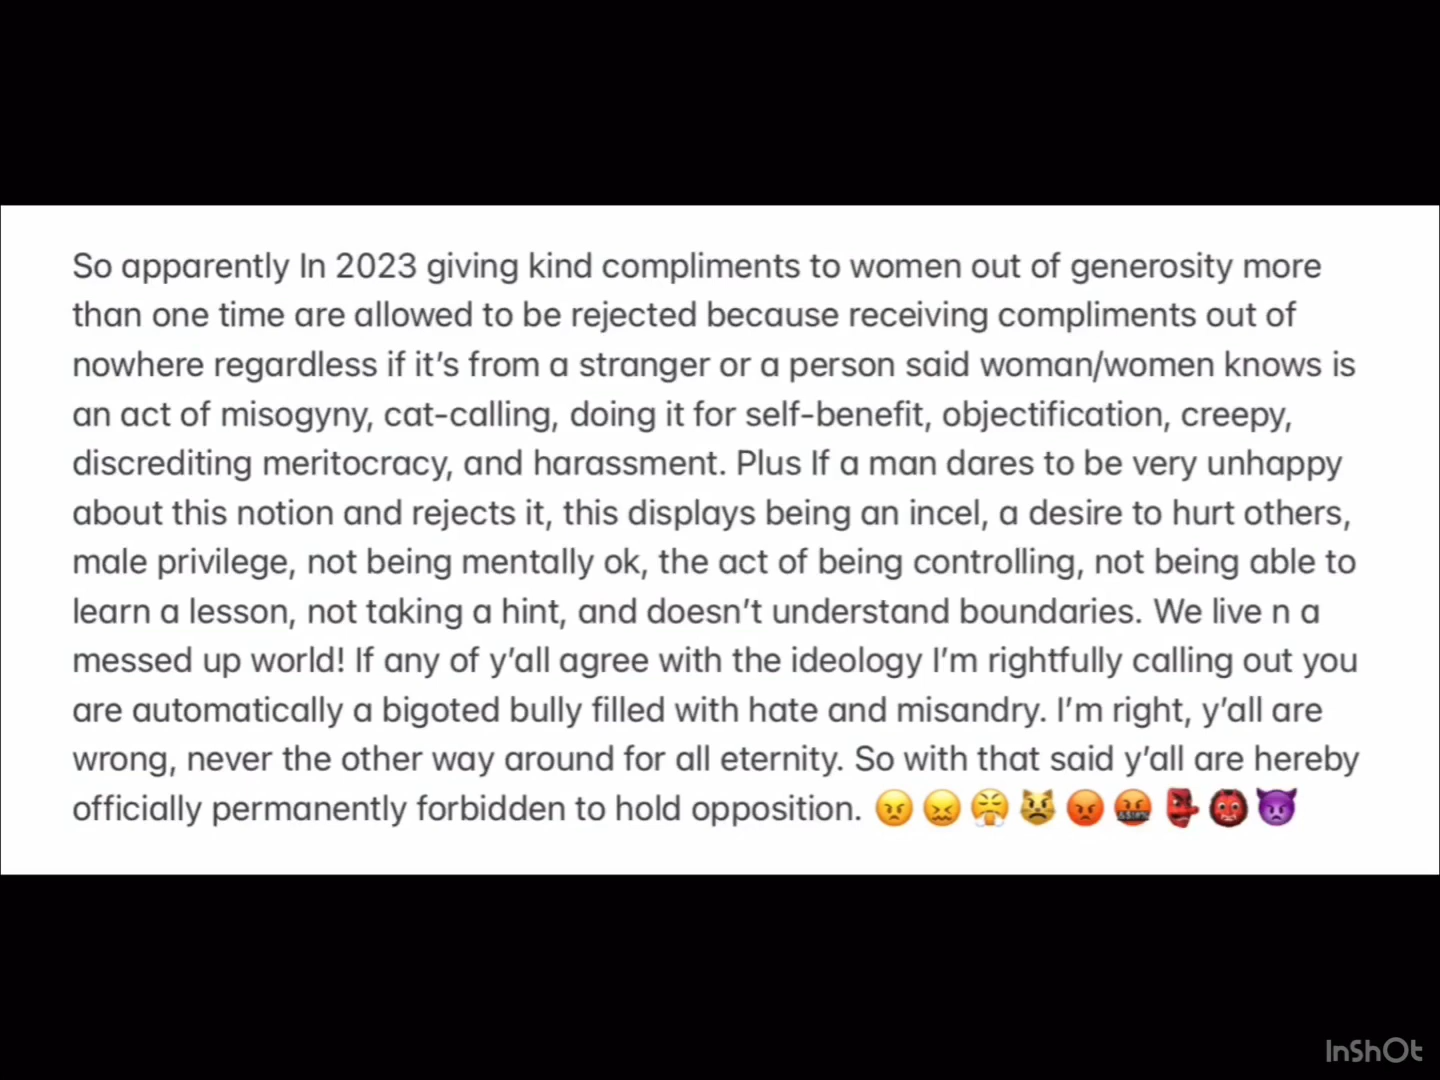 So apparently In 2023 giving kind compliments to women out of generosity more
than one time are allowed to be rejected because receiving compliments out of
nowhere regardless if it’s from a stranger or a person said woman/women knows is
an act of misogyny, cat-calling, doing it for self-benefit, objectification, creepy,
discrediting meritocracy, and harassment. Plus If a man dares to be very unhappy
about this notion and rejects it, this displays being an incel, a desire to hurt others,
male privilege, not being mentally ok, the act of being controlling, not being able to
learn a lesson, not taking a hint, and doesn’t understand boundaries. We live n a
messed up world! If any of y’all agree with the ideology I’m rightfully calling out you
are automatically a bigoted bully filled with hate and misandry. I’m right, y’all are
wrong, never the other way around for all eternity. So with that said y’all are hereby
officially permanently forbidden to hold opposition. 😠😖😤😾😡🤬👺👹👿
InShOt